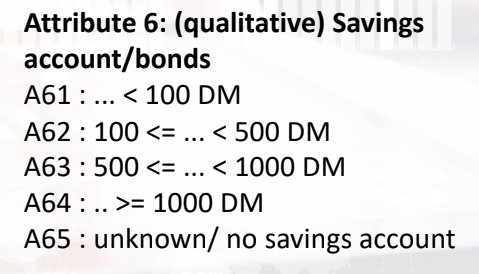 Attribute 6: (qualitative) Savings
account/bonds
A61 : ... < 100 DM
A62 : 100 <= ... < 500 DM
A63 : 500 <= ... < 1000 DM
A64 : .. >= 1000 DM
A65 : unknown/ no savings account